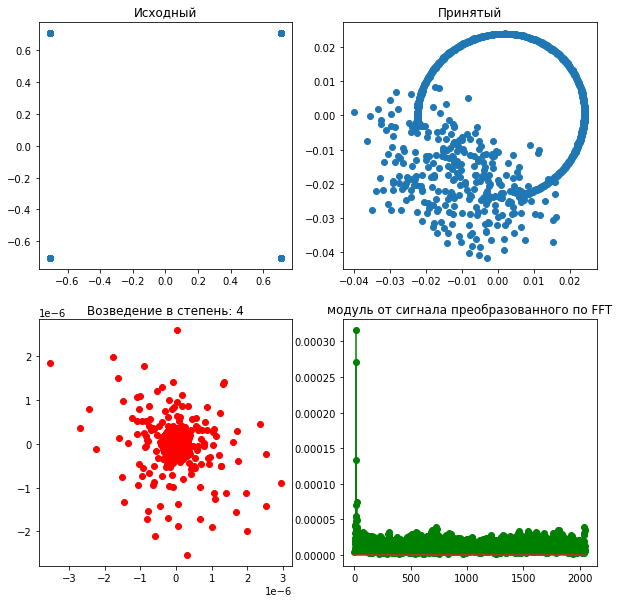 Исходный
0.6
0.4
0.2
0.0
−0.2
−0.4
−0.6
−0.6 −0.4 −0.2 0.0 0.2 0.4 0.6
Принятый
0.02
0.01
0.00
−0.01
−0.02
−0.03
−0.04
−0.04 −0.03 −0.02 −0.01 0.00 0.01 0.02
1e−6
Возведение в степень: 4
2
1
0
−1
−2
−3 −2 −1 0 1 2 3
1e−6
модуль от сигнала преобразованного по FFT
0.00030
0.00025
0.00020
0.00015
0.00010
0.00005
0.00000
0 500 1000 1500 2000